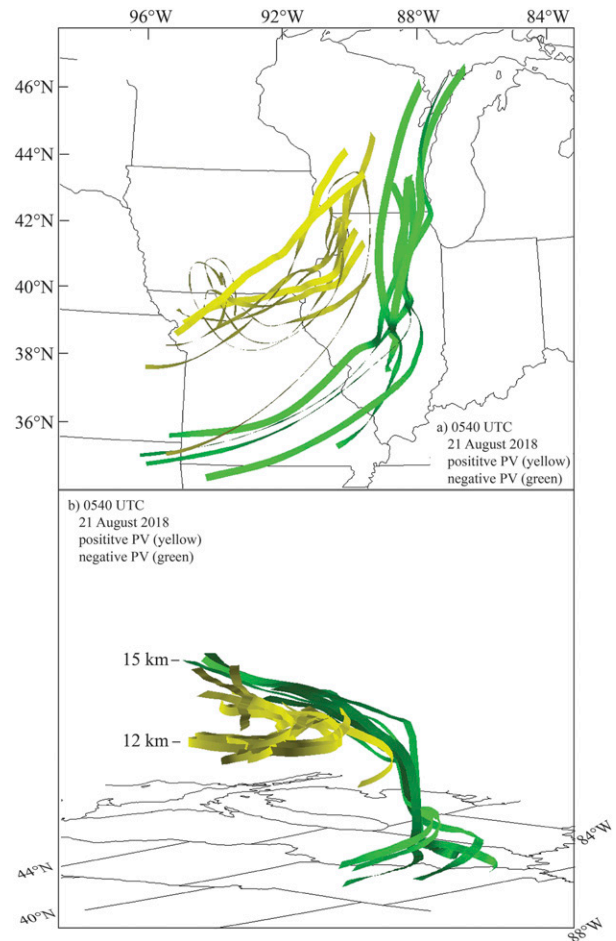 96°W 92°W 88°W 84°W
46°N
44°N
42°N
40°N
38°N
36°N
a) 0540 UTC
21 August 2018
posititve PV (yellow)
negative PV (green)
b) 0540 UTC
21 August 2018
posititve PV (yellow)
negative PV (green)
15 km
12 km
84°W
44°N
40°N
88°W